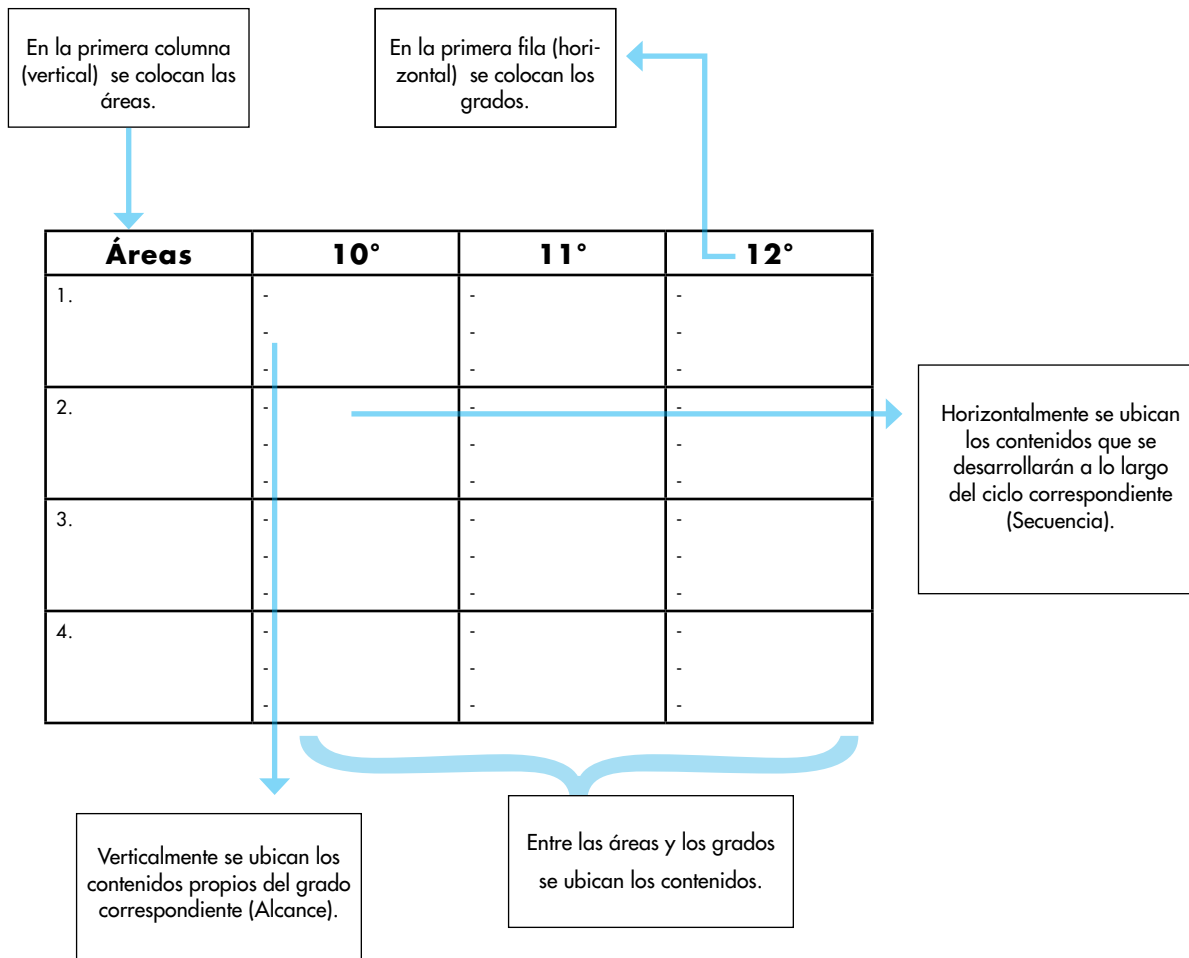 En la primera columna
(vertical) se colocan las
áreas.
En la primera fila (hori-
zontal) se colocan los
grados.
Áreas 10° 11° 12°
1. - - -
- - -
- - -
2. - - -
- - -
- - -
3. - - -
- - -
- - -
4. - - -
- - -
- - -
Horizontalmente se ubican
los contenidos que se
desarrollarán a lo largo
del ciclo correspondiente
(Secuencia).
Verticalmente se ubican los
contenidos propios del grado
correspondiente (Alcance).
Entre las áreas y los grados
se ubican los contenidos.